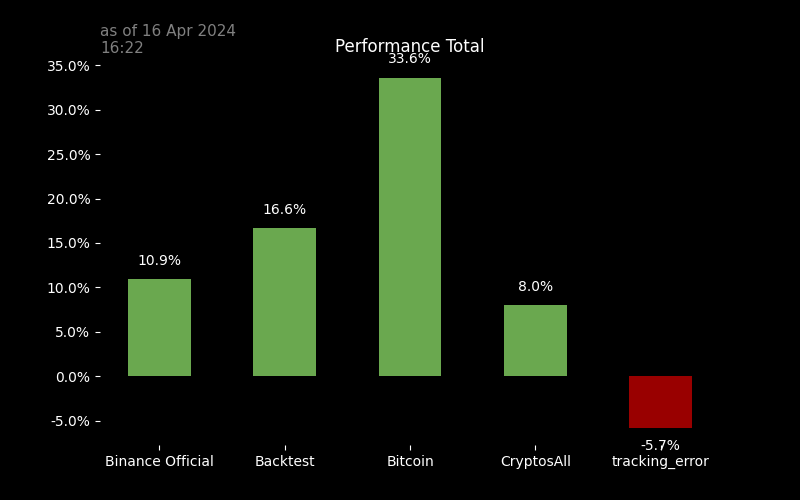 as of 16 Apr 2024
16:22
Performance Total
35.0%
30.0%
25.0%
20.0%
15.0%
10.0%
5.0%
0.0%
-5.0%
10.9%
16.6%
33.6%
8.0%
-5.7%
Binance Official
Backtest
Bitcoin
CryptosAll
tracking_error